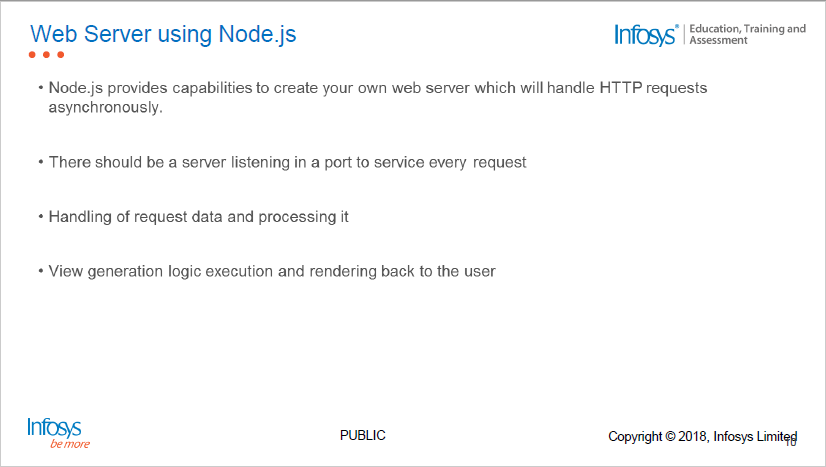 Web Server using Node.js
Infosys®
Education, Training and
Assessment
• Node.js provides capabilities to create your own web server which will handle HTTP requests
asynchronously.
• There should be a server listening in a port to service every request
• Handling of request data and processing it
• View generation logic execution and rendering back to the user
Infosys
be more
PUBLIC
Copyright © 2018, Infosys Limited